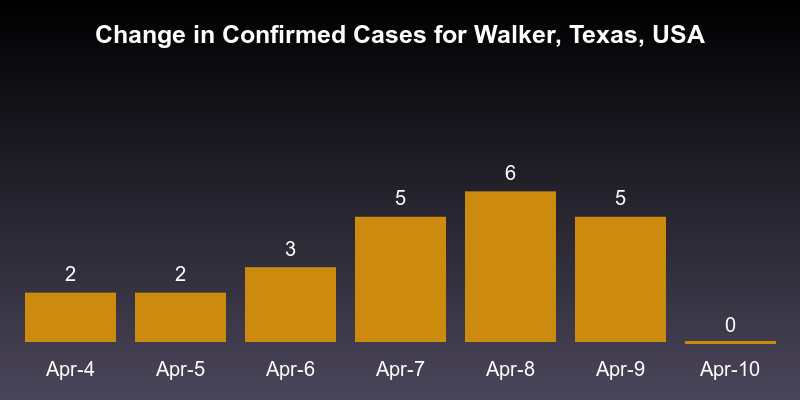 Change in Confirmed Cases for Walker, Texas, USA
6
5 5
3
2 2
0
Apr-4 Apr-5 Apr-6 Apr-7 Apr-8 Apr-9 Apr-10